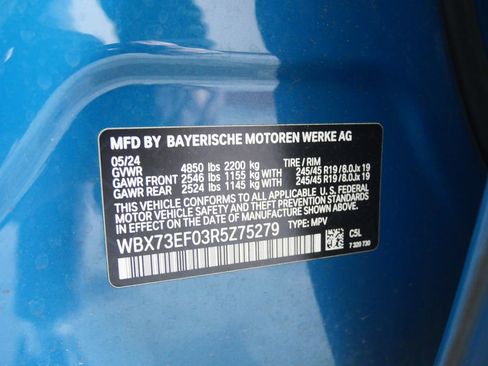 MFD BY BAYERISCHE MOTOREN WERKE AG
05/24
GVWR 4850 lbs 2200 kg TIRE / RIM
GAWR FRONT 2546 lbs 1155 kg WITH 245/45 R19 / 8.0Jx 19
GAWR REAR 2524 lbs 1145 kg WITH 245/45 R19 / 8.0Jx 19
THIS VEHICLE CONFORMS TO ALL APPLICABLE U.S. FEDERAL
MOTOR VEHICLE SAFETY, BUMPER, AND THEFT PREVENTION
STANDARDS IN EFFECT ON THE DATE OF MANUFACTURE SHOWN ABOVE.
WBX73EF03R5Z75279 TYPE: MPV
C5L
7 320 730